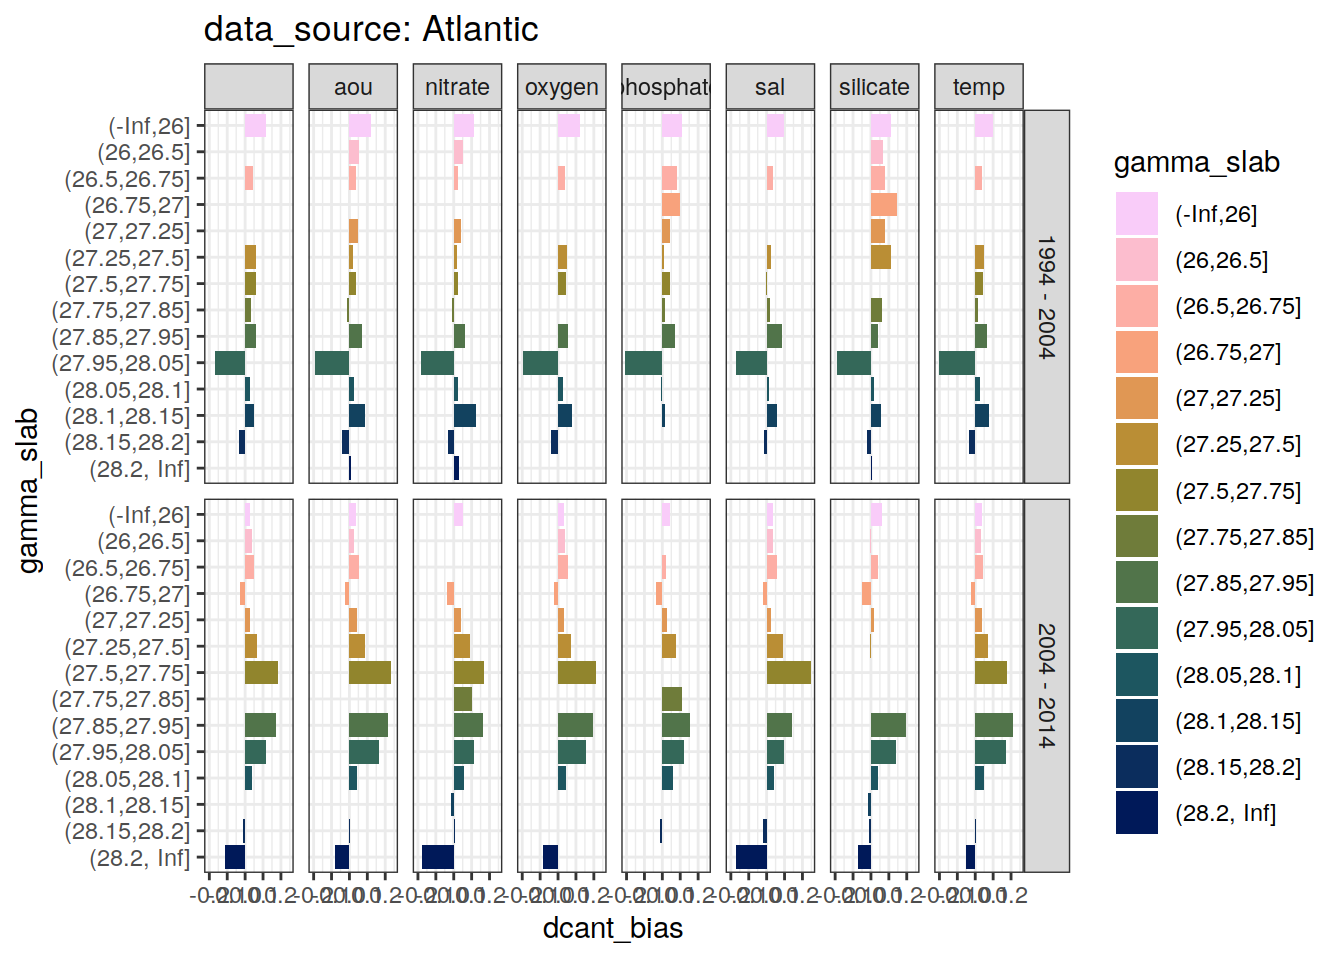 data_source: Atlantic
aou nitrate oxygen phosphate sal silicate temp
(-Inf,26]
(26,26.5]
(26.5,26.75]
(26.75,27]
(27,27.25]
(27.25,27.5]
(27.5,27.75]
(27.75,27.85]
(27.85,27.95]
(27.95,28.05]
(28.05,28.1]
(28.1,28.15]
(28.15,28.2]
(28.2, Inf]
1994 - 2004
(-Inf,26]
(26,26.5]
(26.5,26.75]
(26.75,27]
(27,27.25]
(27.25,27.5]
(27.5,27.75]
(27.75,27.85]
(27.85,27.95]
(27.95,28.05]
(28.05,28.1]
(28.1,28.15]
(28.15,28.2]
(28.2, Inf]
2004 - 2014
gamma_slab
dcant_bias
gamma_slab
(-Inf,26]
(26,26.5]
(26.5,26.75]
(26.75,27]
(27,27.25]
(27.25,27.5]
(27.5,27.75]
(27.75,27.85]
(27.85,27.95]
(27.95,28.05]
(28.05,28.1]
(28.1,28.15]
(28.15,28.2]
(28.2, Inf]